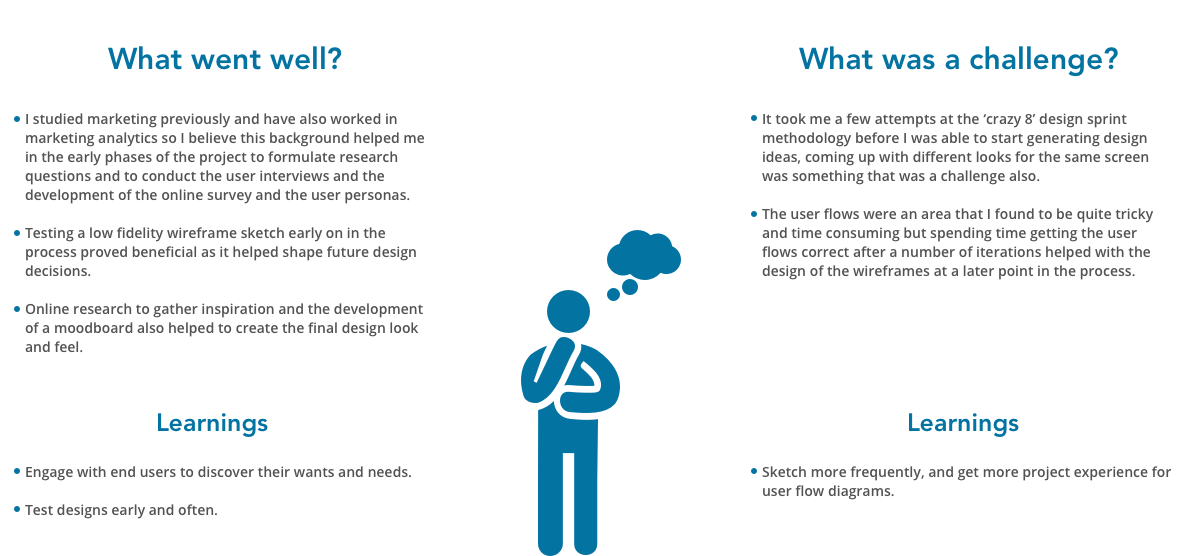 What went well?
I studied marketing previously and have also worked in
marketing analytics so I believe this background helped me
in the early phases of the project to formulate research
questions and to conduct the user interviews and the
development of the online survey and the user personas.
Testing a low fidelity wireframe sketch early on in the
process proved beneficial as it helped shape future design
decisions.
Online research to gather inspiration and the development
of a moodboard also helped to create the final design look
and feel.
Learnings
Engage with end users to discover their wants and needs.
Test designs early and often.
What was a challenge?
It took me a few attempts at the ‘crazy 8’ design sprint
methodology before I was able to start generating design
ideas, coming up with different looks for the same screen
was something that was a challenge also.
The user flows were an area that I found to be quite tricky
and time consuming but spending time getting the user
flows correct after a number of iterations helped with the
design of the wireframes at a later point in the process.
Learnings
Sketch more frequently, and get more project experience for
user flow diagrams.